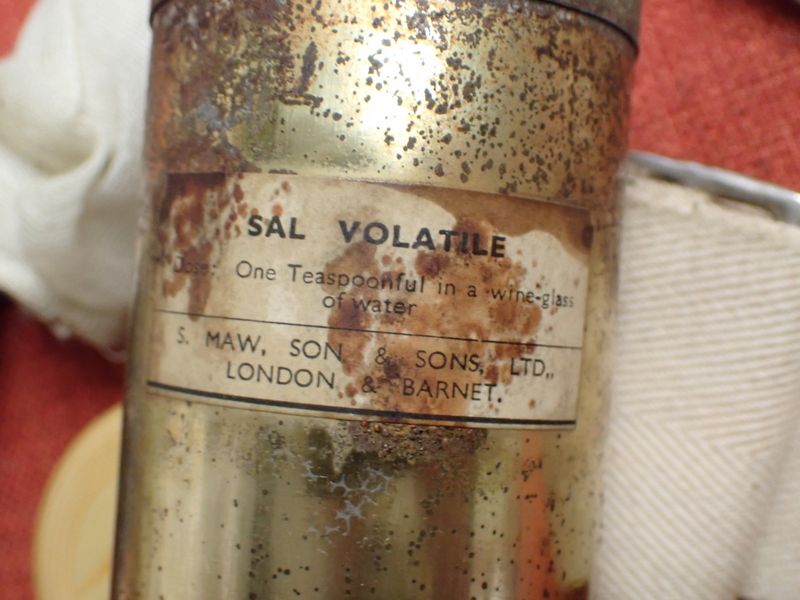 SAL VOLATILE
Dose: One Teaspoonful in a wine-glass
of water
S. MAW, SON & SONS, LTD.,
LONDON & BARNET.